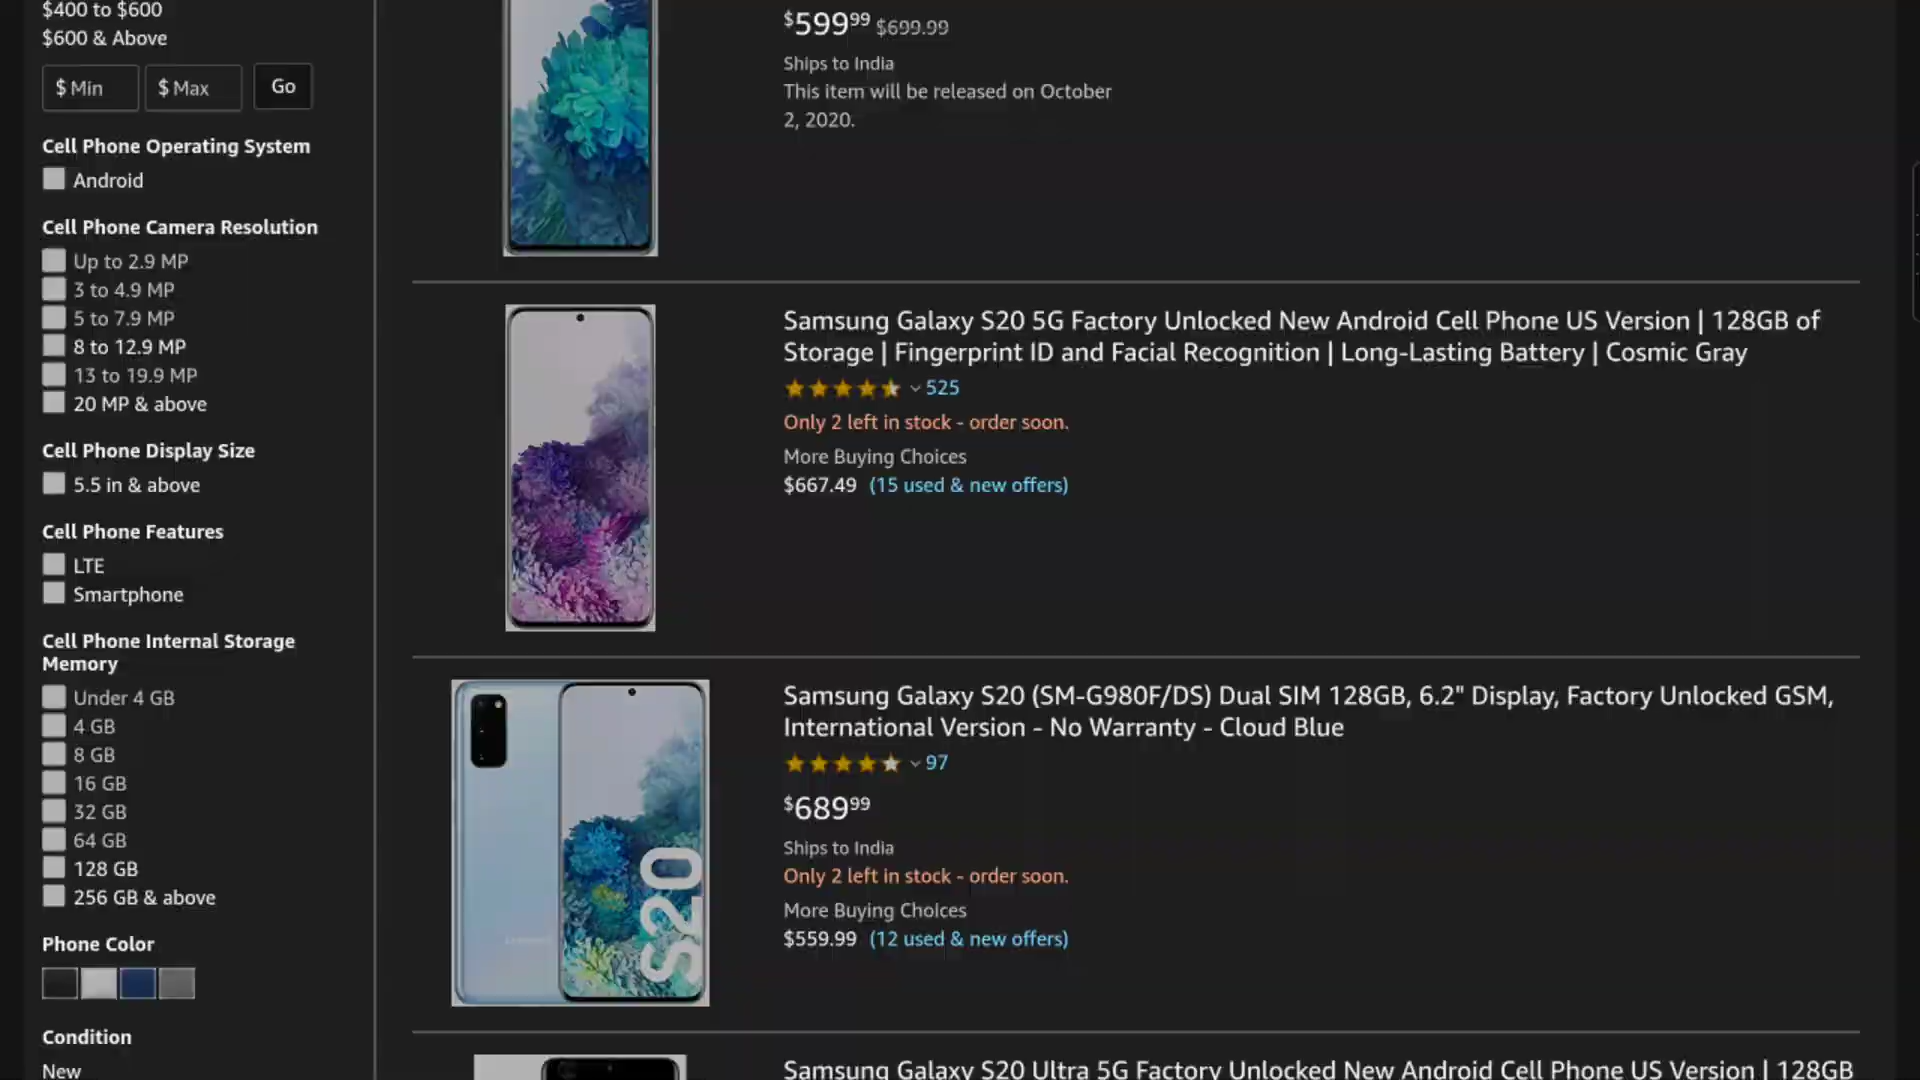 $400 to $600
$600 & Above
$ Min
$ Max
Go
Cell Phone Operating System
Android
Cell Phone Camera Resolution
Up to 2.9 MP
3 to 4.9 MP
5 to 7.9 MP
8 to 12.9 MP
13 to 19.9 MP
20 MP & above
Cell Phone Display Size
5.5 in & above
Cell Phone Features
LTE
Smartphone
Cell Phone Internal Storage
Memory
Under 4 GB
4 GB
8 GB
16 GB
32 GB
64 GB
128 GB
256 GB & above
Phone Color
Condition
New
$599.99 $699.99
Ships to India
This item will be released on October
2, 2020.
Samsung Galaxy S20 5G Factory Unlocked New Android Cell Phone US Version | 128GB of
Storage | Fingerprint ID and Facial Recognition | Long-Lasting Battery | Cosmic Gray
525
Only 2 left in stock - order soon.
More Buying Choices
$667.49 (15 used & new offers)
S20
Samsung Galaxy S20 (SM-G980F/DS) Dual SIM 128GB, 6.2" Display, Factory Unlocked GSM,
International Version - No Warranty - Cloud Blue
97
$689.99
Ships to India
Only 2 left in stock - order soon.
More Buying Choices
$559.99 (12 used & new offers)
Samsung Galaxy S20 Ultra 5G Factory Unlocked New Android Cell Phone US Version | 128GB